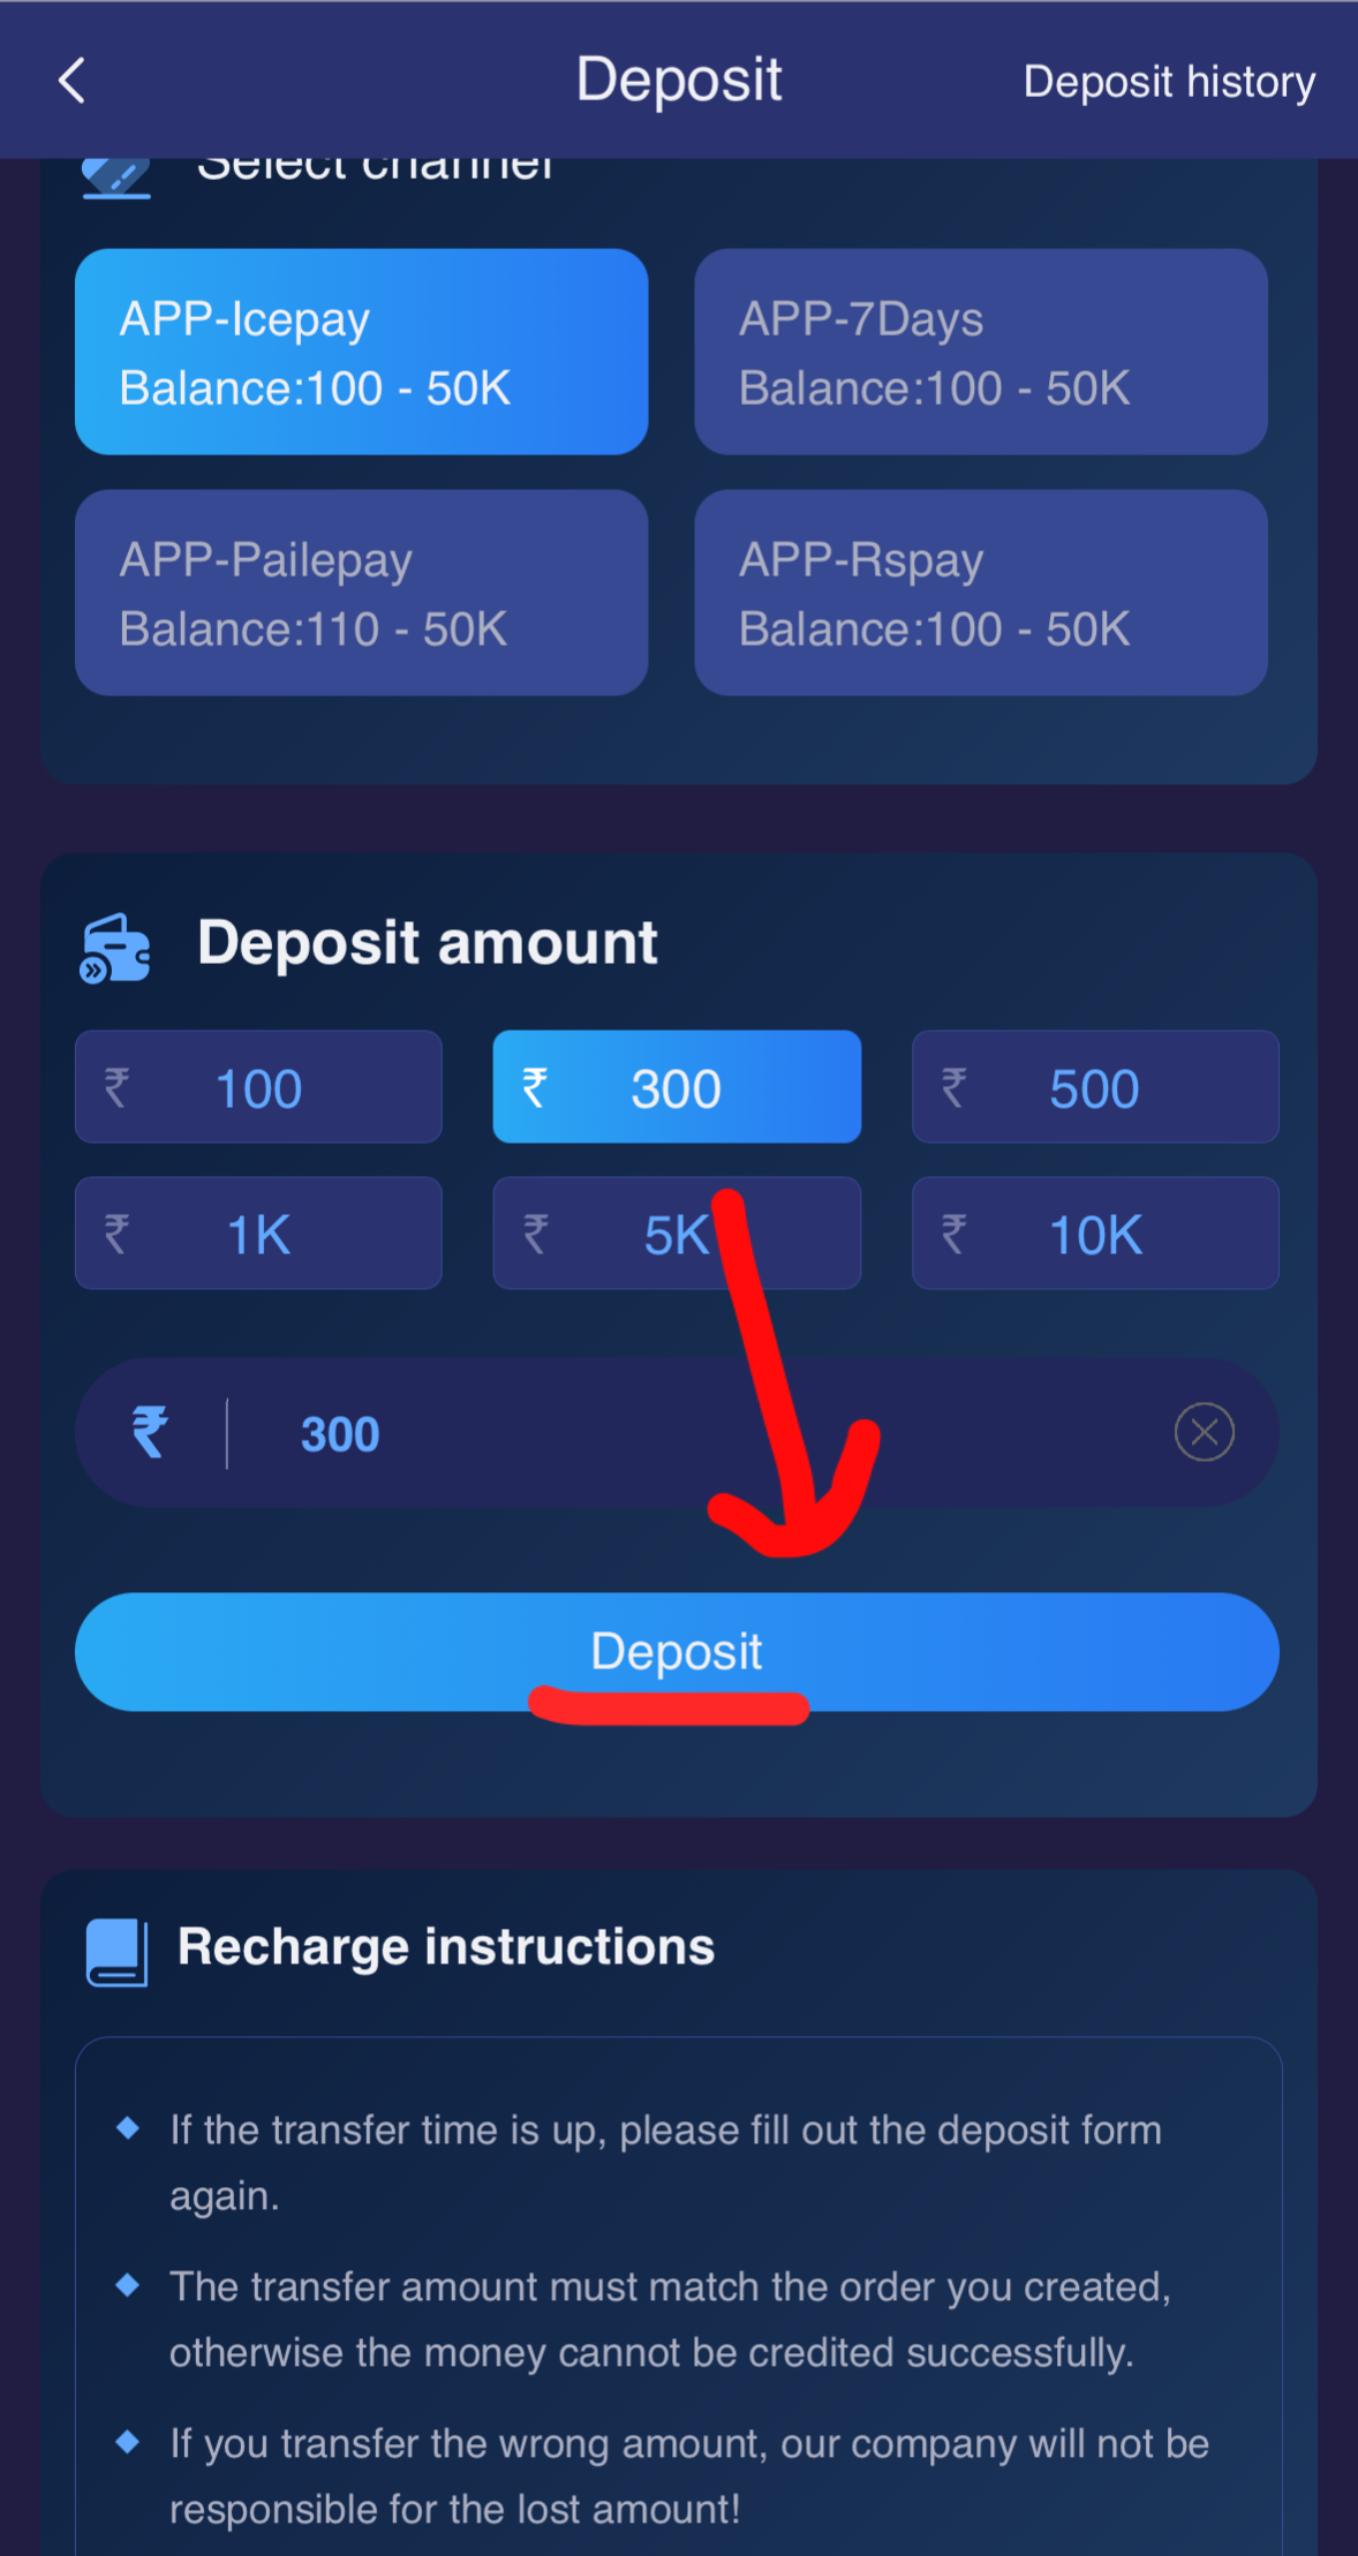 Deposit
Deposit history
Select channel
APP-Icepay
Balance:100 - 50K
APP-7Days
Balance:100 - 50K
APP-Pailepay
Balance:110 - 50K
APP-Rspay
Balance:100 - 50K
Deposit amount
₹ 100
₹ 300
₹ 500
₹ 1K
₹ 5K
₹ 10K
₹ 300
Deposit
Recharge instructions
If the transfer time is up, please fill out the deposit form
again.
The transfer amount must match the order you created,
otherwise the money cannot be credited successfully.
If you transfer the wrong amount, our company will not be
responsible for the lost amount!